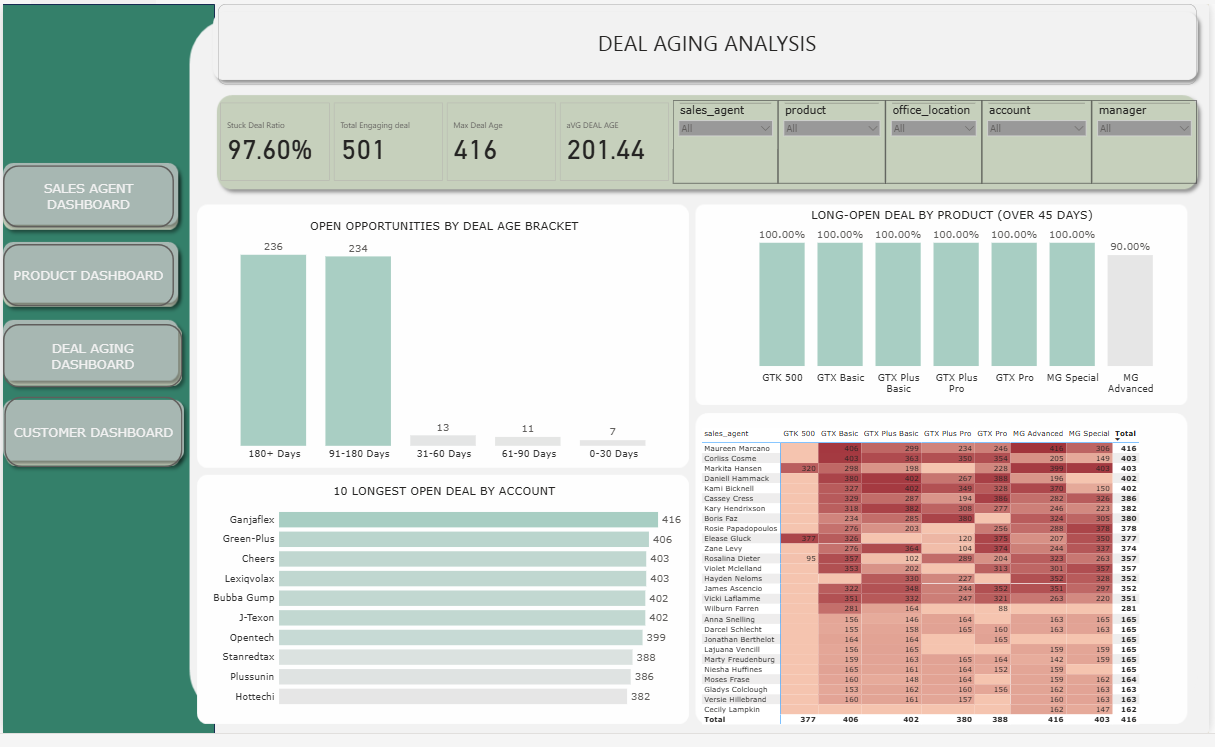 DEAL AGING ANALYSIS
Stuck Deal Ratio
97.60%
Total Engaging deal
501
Max Deal Age
416
aVG DEAL AGE
201.44
sales_agent
All
product
All
office_location
All
account
All
manager
All
SALES AGENT
DASHBOARD
PRODUCT DASHBOARD
DEAL AGING
DASHBOARD
CUSTOMER DASHBOARD
OPEN OPPORTUNITIES BY DEAL AGE BRACKET
236 234 13 11 7
180+ Days 91-180 Days 31-60 Days 61-90 Days 0-30 Days
LONG-OPEN DEAL BY PRODUCT (OVER 45 DAYS)
100.00% 100.00% 100.00% 100.00% 100.00% 100.00% 90.00%
GTK 500 GTX Basic GTX Plus Basic GTX Plus Pro GTX Pro MG Special MG Advanced
10 LONGEST OPEN DEAL BY ACCOUNT
Ganjaflex 416
Green-Plus 406
Cheers 403
Lexiqvolax 403
Bubba Gump 402
J-Texon 402
Opentech 399
Stanredtax 388
Plussunin 386
Hottechi 382
sales_agent GTK 500 GTX Basic GTX Plus Basic GTX Plus Pro GTX Pro MG Advanced MG Special Total
Maureen Marcano 406 299 234 246 416 306 416
Corliss Cosme 403 363 350 354 205 149 403
Markita Hansen 320 298 198 228 399 403 403
Daniell Hammack 380 402 267 388 196 402
Kami Bicknell 327 402 349 328 370 150 402
Cassey Cress 329 287 194 386 282 326 386
Kary Hendrixson 318 382 308 277 246 223 382
Boris Faz 234 285 380 324 305 380
Rosie Papadopoulos 276 203 256 288 378 378
Elease Gluck 377 326 120 375 207 350 377
Zane Levy 276 364 104 374 244 337 374
Rosalina Dieter 95 357 102 289 204 323 263 357
Violet Mclelland 353 202 313 301 357 357
Hayden Neloms 330 227 352 328 352
James Ascencio 322 348 244 352 351 297 352
Vicki Laflamme 351 332 247 321 263 220 351
Wilburn Farren 281 164 88 281
Anna Snelling 156 146 164 163 165 165
Darcel Schlecht 155 158 165 160 163 163 165
Jonathan Berthelot 164 164 165 165
Lajuana Vencill 156 165 159 159 165
Marty Freudenburg 159 163 165 164 142 159 165
Niesha Huffines 165 161 164 152 159 165
Moses Frase 160 148 164 159 162 164
Gladys Colclough 153 162 160 156 162 163 163
Versie Hillebrand 160 161 157 160 163 163
Cecily Lampkin 162 147 162
Total 377 406 402 380 388 416 403 416